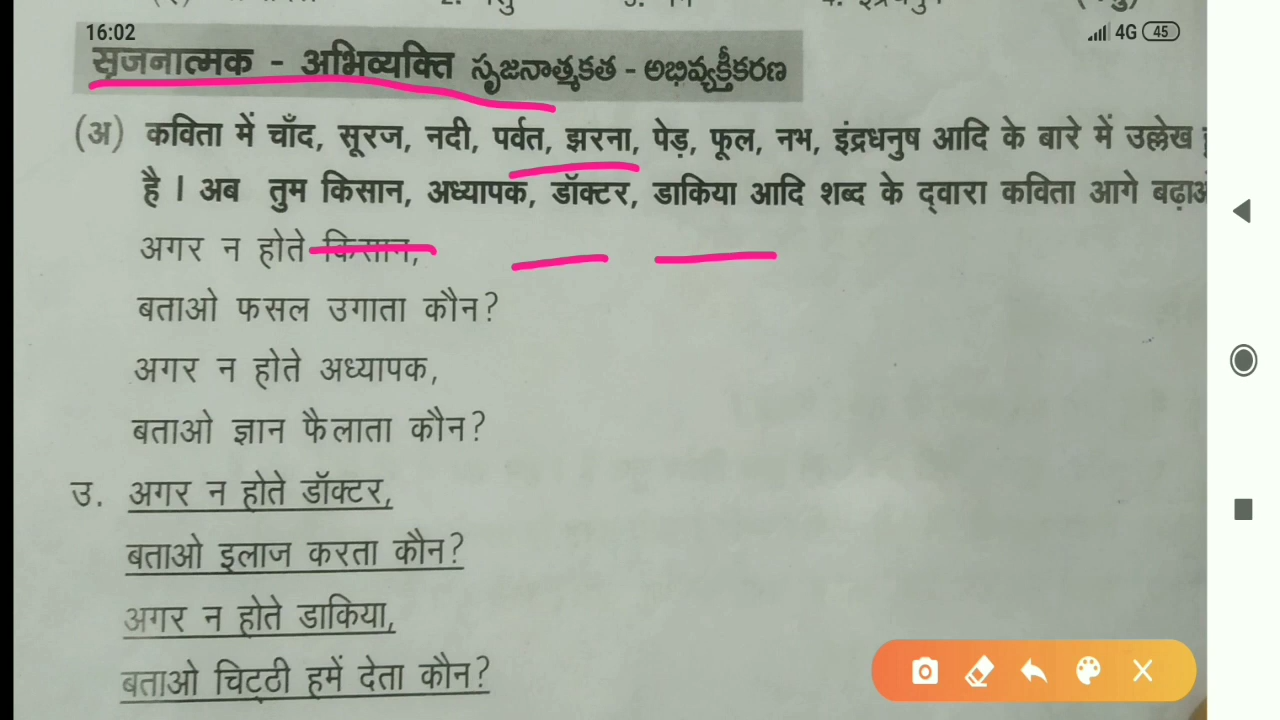 16:02
4G 45
सृजनात्मक - अभिव्यक्ति సృజనాత్మకత - అభివ్యక్తీకరణ
(अ) कविता में चाँद, सूरज, नदी, पर्वत, झरना, पेड़, फूल, नभ, इंद्रधनुष आदि के बारे में उल्लेख
है । अब तुम किसान, अध्यापक, डॉक्टर, डाकिया आदि शब्द के द्वारा कविता आगे
अगर न होते किसान,
बताओ फसल उगाता कौन?
अगर न होते अध्यापक,
बताओ ज्ञान फैलाता कौन?
उ. अगर न होते डॉक्टर,
बताओ इलाज करता कौन?
अगर न होते डाकिया,
बताओ चिट्ठी हमें देता कौन?